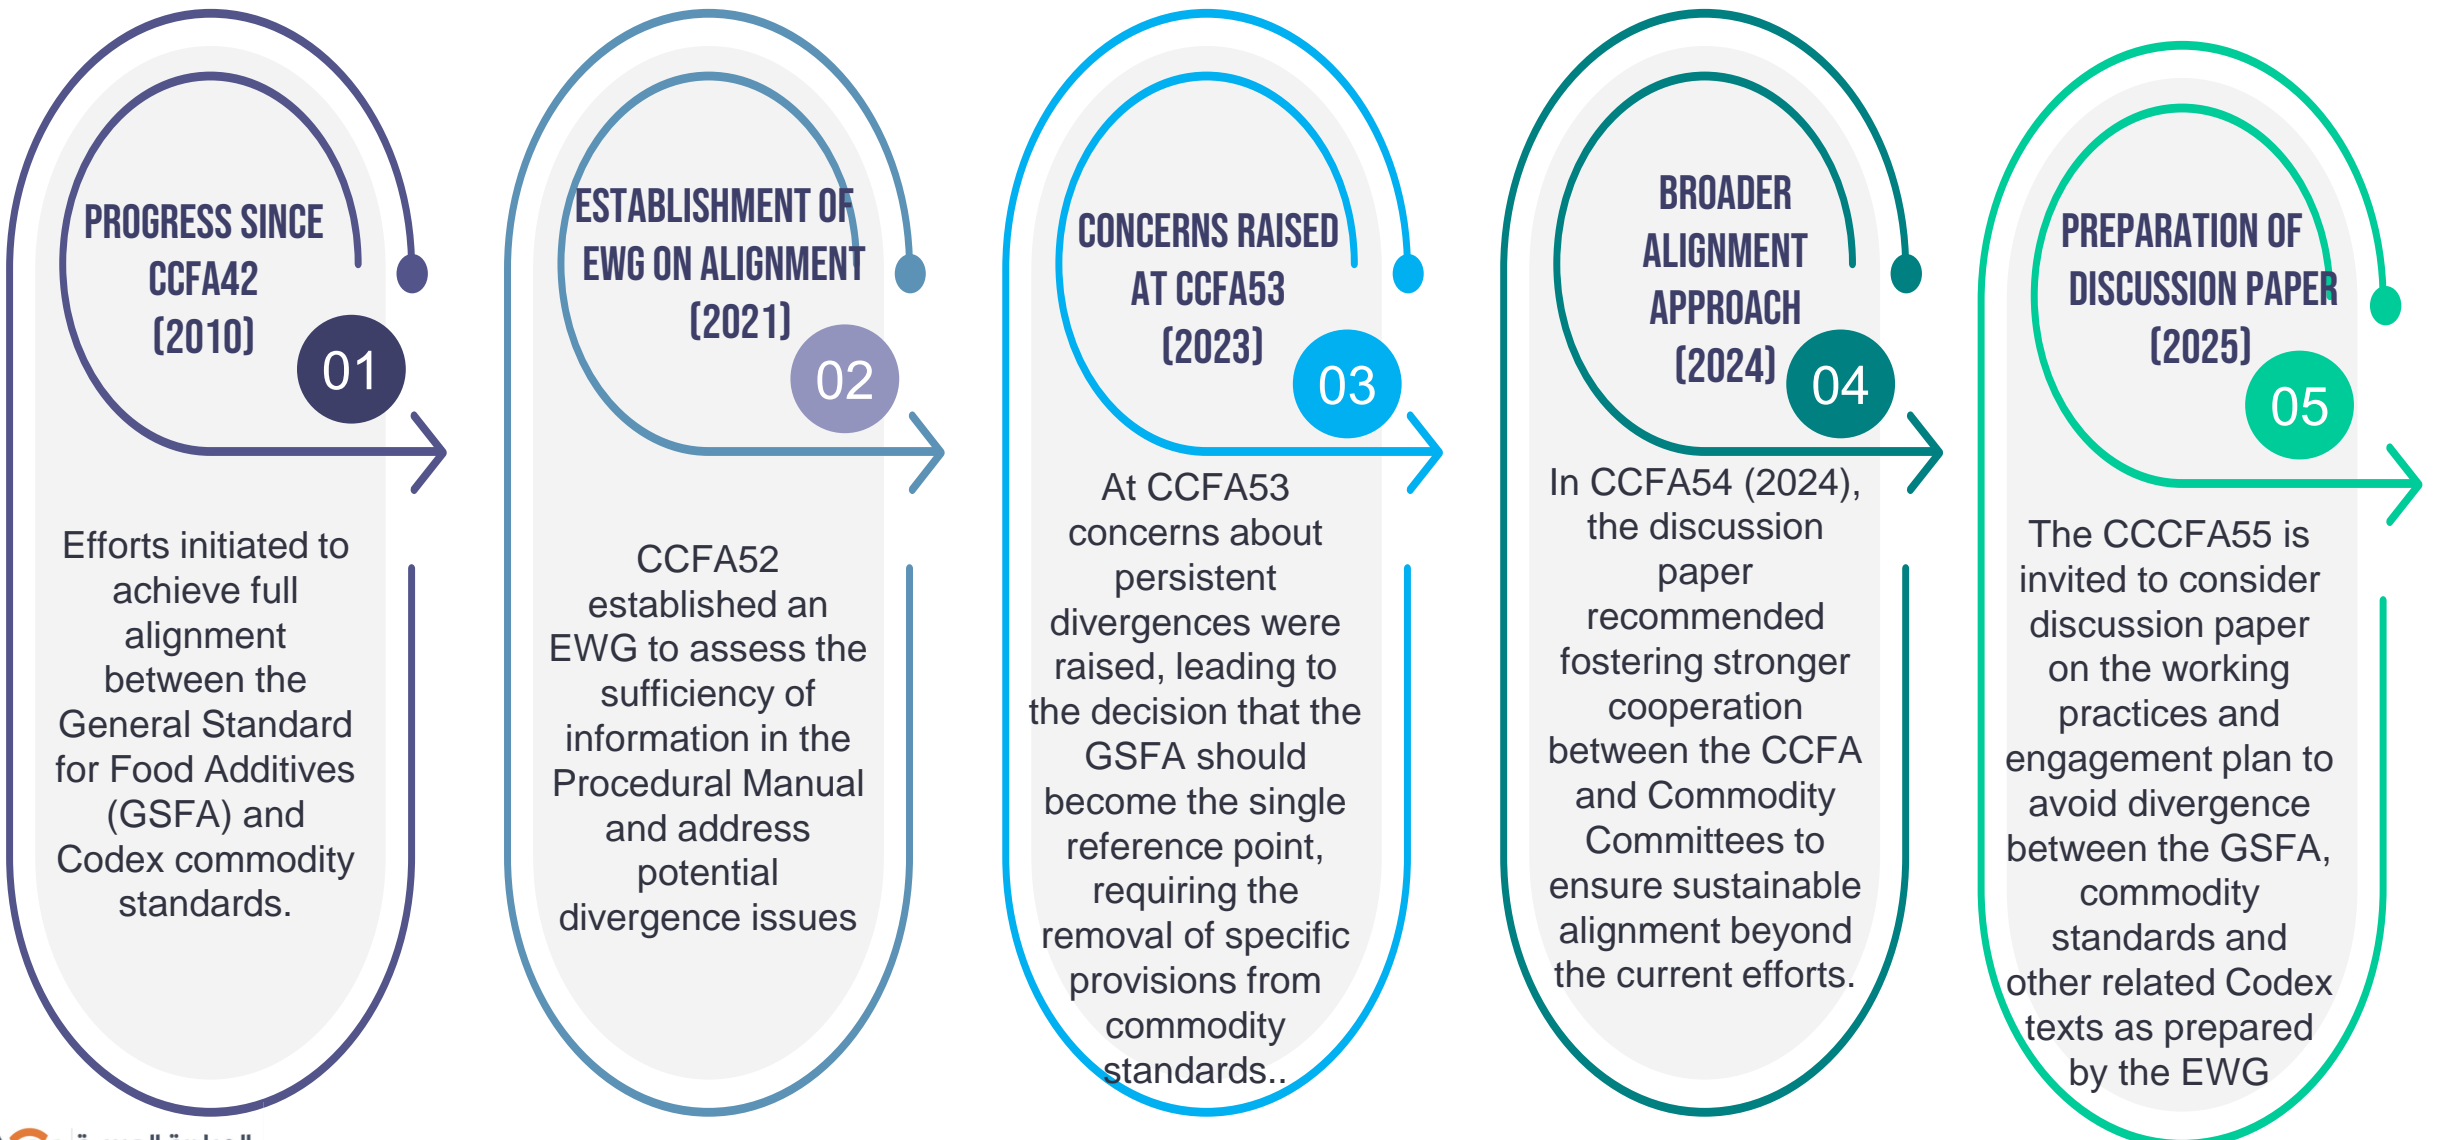 PROGRESS SINCE
CCFA42
(2010)
01
Efforts initiated to
achieve full
alignment
between the
General Standard
for Food Additives
(GSFA) and
Codex commodity
standards.
ESTABLISHMENT OF
EWG ON ALIGNMENT
(2021)
02
CCFA52
established an
EWG to assess the
sufficiency of
information in the
Procedural Manual
and address
potential
divergence issues
CONCERNS RAISED
AT CCFA53
(2023)
03
At CCFA53
concerns about
persistent
divergences were
raised, leading to
the decision that the
GSFA should
become the single
reference point,
requiring the
removal of specific
provisions from
commodity
standards..
BROADER
ALIGNMENT
APPROACH
(2024)
04
In CCFA54 (2024),
the discussion
paper
recommended
fostering stronger
cooperation
between the CCFA
and Commodity
Committees to
ensure sustainable
alignment beyond
the current efforts.
PREPARATION OF
DISCUSSION PAPER
(2025)
05
The CCCFA55 is
invited to consider
discussion paper
on the working
practices and
engagement plan to
avoid divergence
between the GSFA,
commodity
standards and
other related Codex
texts as prepared
by the EWG